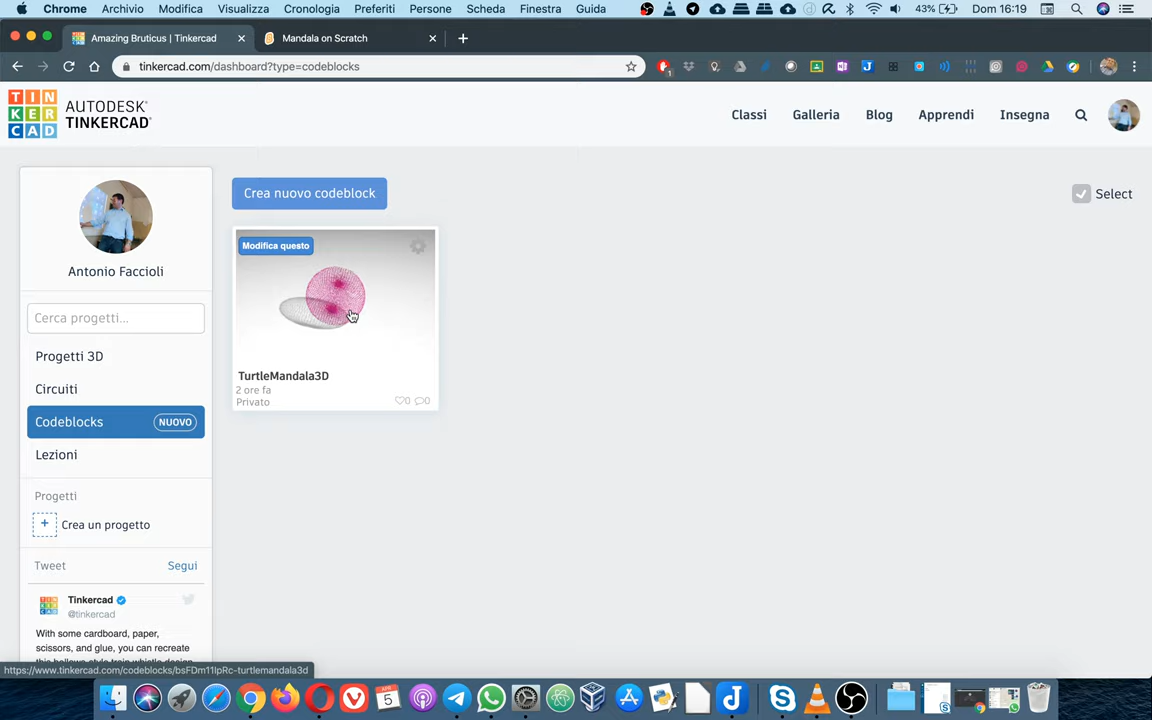 Chrome Archivio Modifica Visualizza Cronologia Preferiti Persone Scheda Finestra Guida 43% Dom 16:19
Amazing Bruticus | Tinkercad Mandala on Scratch
tinkercad.com/dashboard?type=codeblocks
TIN
KER
CAD
AUTODESK
TINKERCAD
Classi Galleria Blog Apprendi Insegna
Crea nuovo codeblock
Select
Antonio Faccioli
Cerca progetti...
Progetti 3D
Circuiti
Codeblocks NUOVO
Lezioni
Progetti
+ Crea un progetto
Tweet Segui
Tinkercad
@tinkercad
With some cardboard, paper,
scissors, and glue, you can recreate
Modifica questo
TurtleMandala3D
2 ore fa
Privato
0 0
https://www.tinkercad.com/codeblocks/bsFDm11lpRc-turtlemandala3d